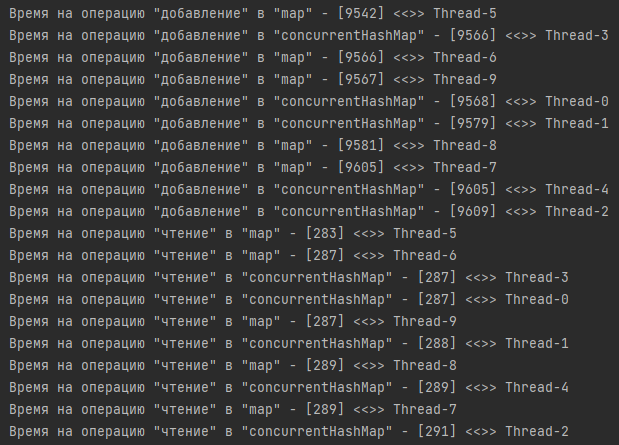 Время на операцию "добавление" в "map" - [9542] <<>> Thread-5
Время на операцию "добавление" в "concurrentHashMap" - [9566] <<>> Thread-3
Время на операцию "добавление" в "map" - [9566] <<>> Thread-6
Время на операцию "добавление" в "map" - [9567] <<>> Thread-9
Время на операцию "добавление" в "concurrentHashMap" - [9568] <<>> Thread-0
Время на операцию "добавление" в "concurrentHashMap" - [9579] <<>> Thread-1
Время на операцию "добавление" в "map" - [9581] <<>> Thread-8
Время на операцию "добавление" в "map" - [9605] <<>> Thread-7
Время на операцию "добавление" в "concurrentHashMap" - [9605] <<>> Thread-4
Время на операцию "добавление" в "concurrentHashMap" - [9609] <<>> Thread-2
Время на операцию "чтение" в "map" - [283] <<>> Thread-5
Время на операцию "чтение" в "map" - [287] <<>> Thread-6
Время на операцию "чтение" в "concurrentHashMap" - [287] <<>> Thread-3
Время на операцию "чтение" в "concurrentHashMap" - [287] <<>> Thread-0
Время на операцию "чтение" в "map" - [287] <<>> Thread-9
Время на операцию "чтение" в "concurrentHashMap" - [288] <<>> Thread-1
Время на операцию "чтение" в "map" - [289] <<>> Thread-8
Время на операцию "чтение" в "concurrentHashMap" - [289] <<>> Thread-4
Время на операцию "чтение" в "map" - [289] <<>> Thread-7
Время на операцию "чтение" в "concurrentHashMap" - [291] <<>> Thread-2